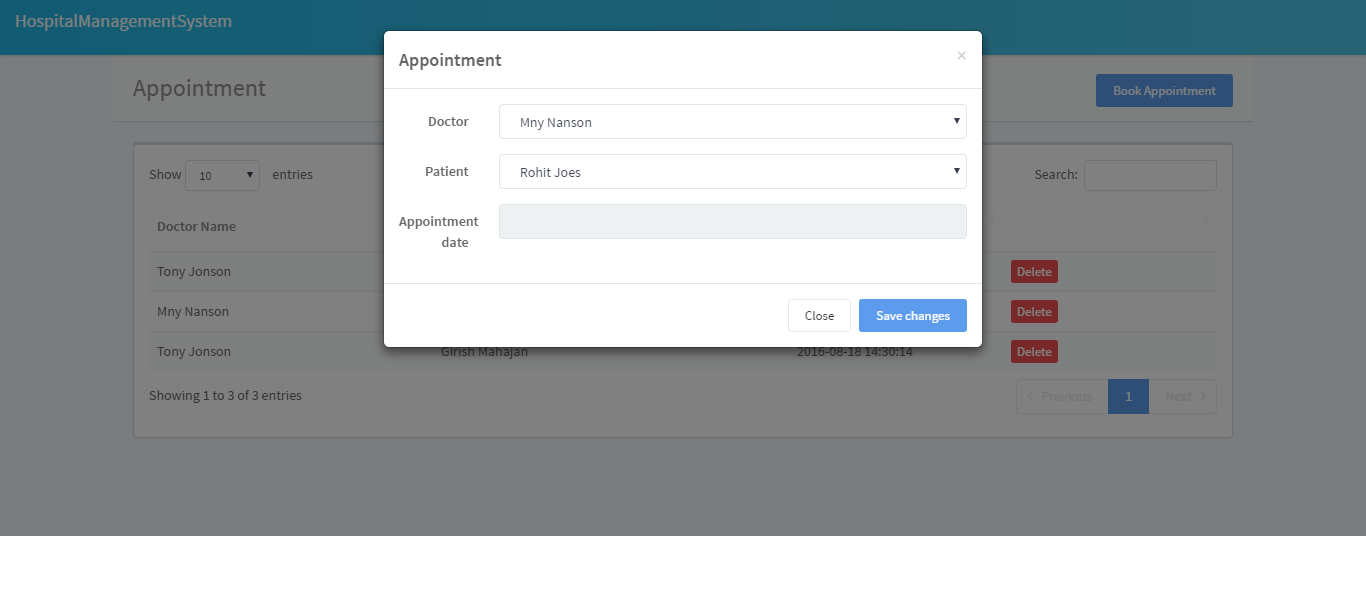 HospitalManagementSystem
Appointment
Book Appointment
Appointment ×
Doctor Mny Nanson
Patient Rohit Joes
Appointment date
Close Save changes
Show 10 entries Search:
Doctor Name
Tony Jonson Delete
Mny Nanson Delete
Tony Jonson Girish Mahajan 2016-08-18 14:30:14 Delete
Showing 1 to 3 of 3 entries Previous 1 Next